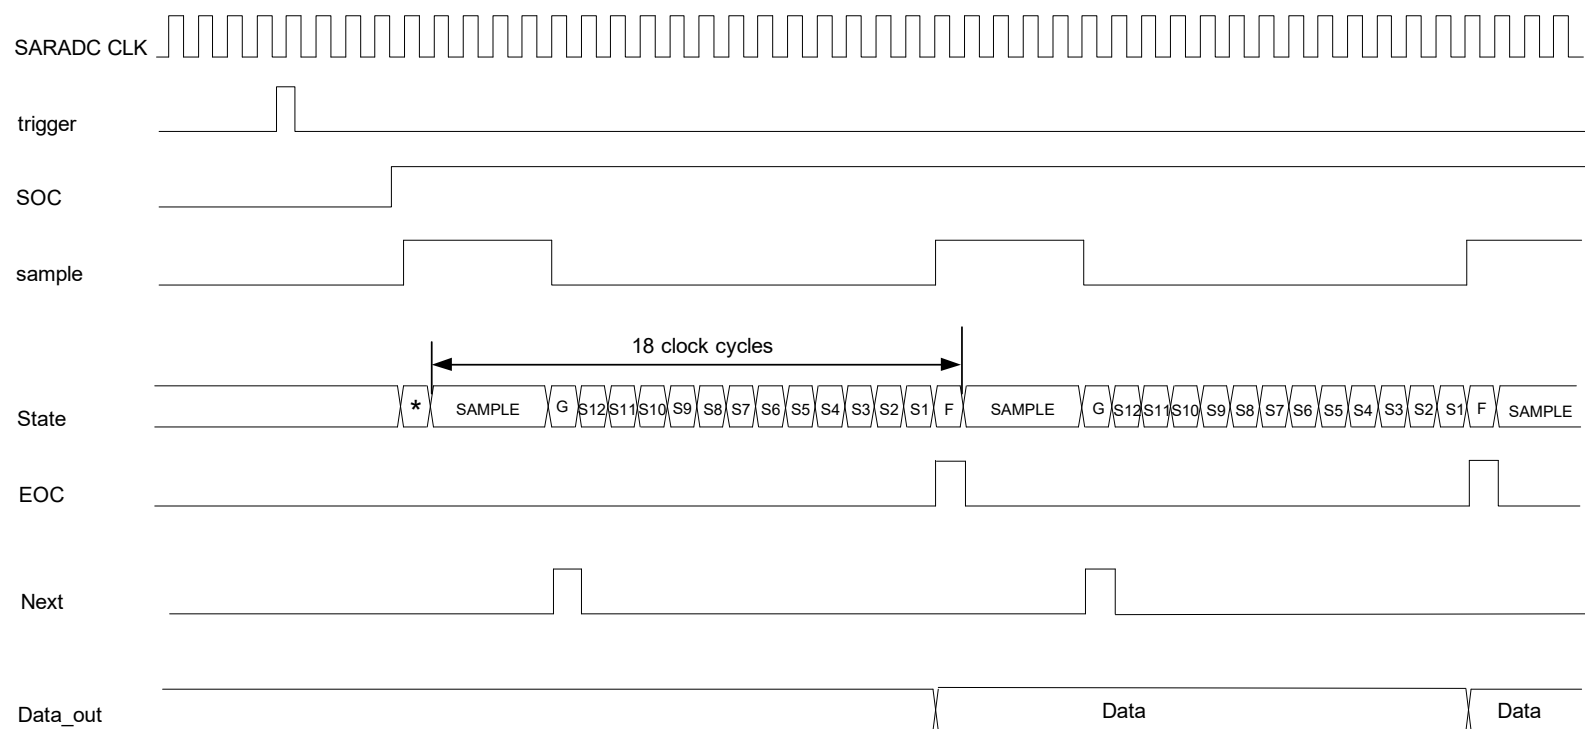 SARADC CLK
trigger
SOC
sample
18 clock cycles
State * SAMPLE G S12 S11 S10 S9 S8 S7 S6 S5 S4 S3 S2 S1 F SAMPLE G S12 S11 S10 S9 S8 S7 S6 S5 S4 S3 S2 S1 F SAMPLE
EOC
Next
Data_out Data Data